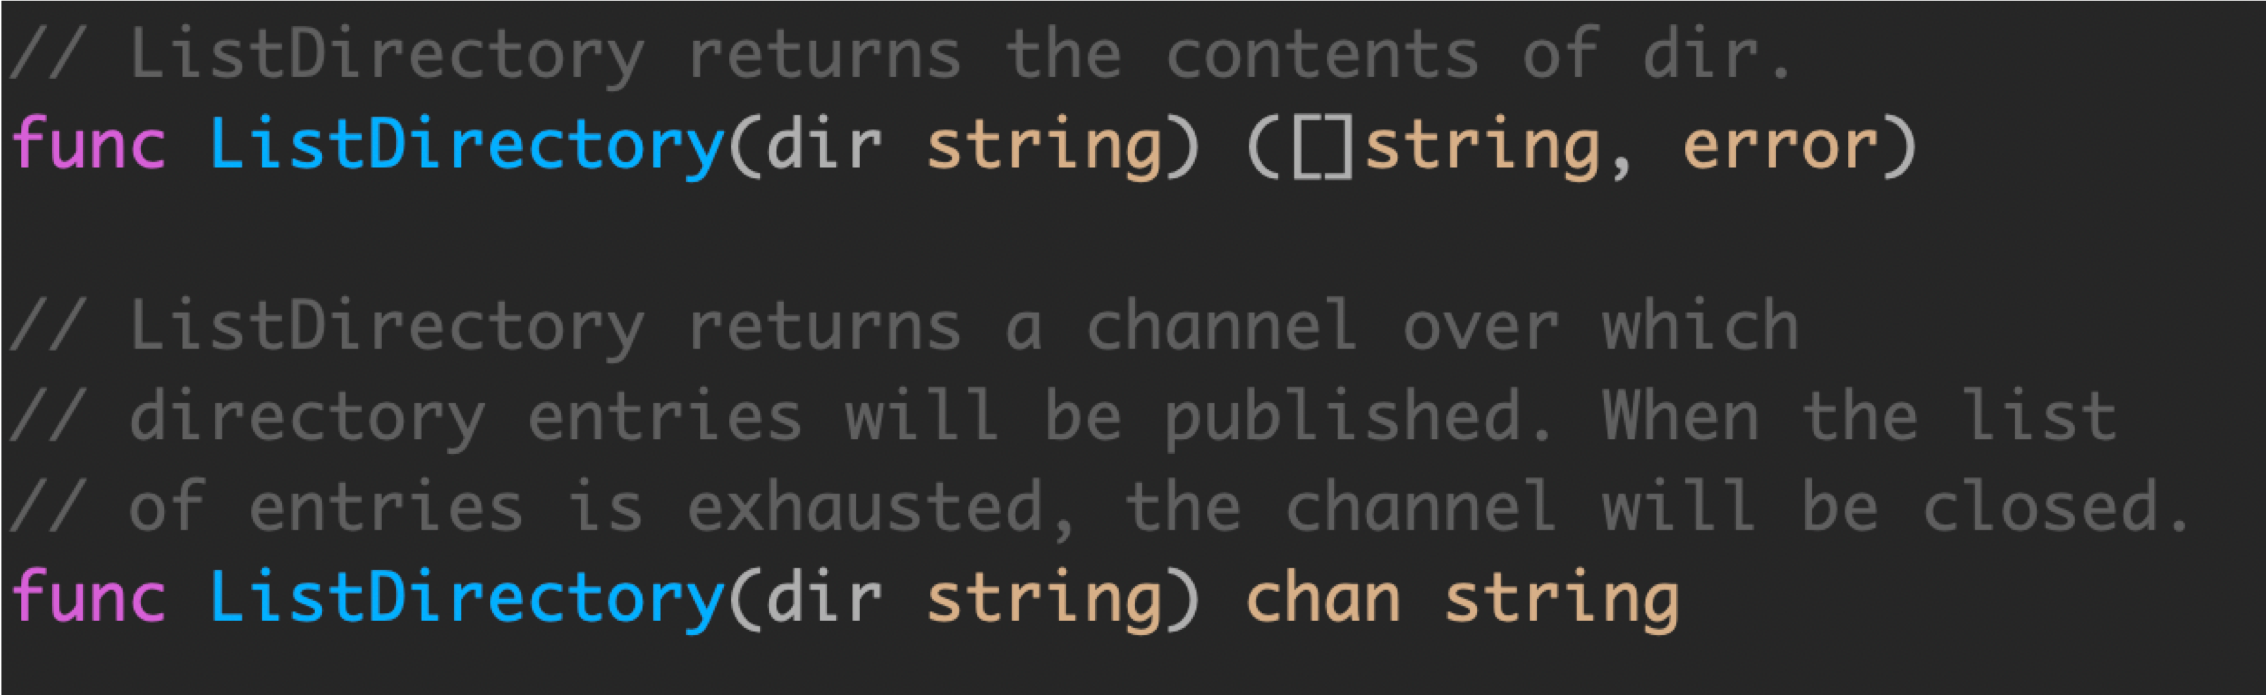 // ListDirectory returns the contents of dir.
func ListDirectory(dir string) ([]string, error)
// ListDirectory returns a channel over which
// directory entries will be published. When the list
// of entries is exhausted, the channel will be closed.
func ListDirectory(dir string) chan string